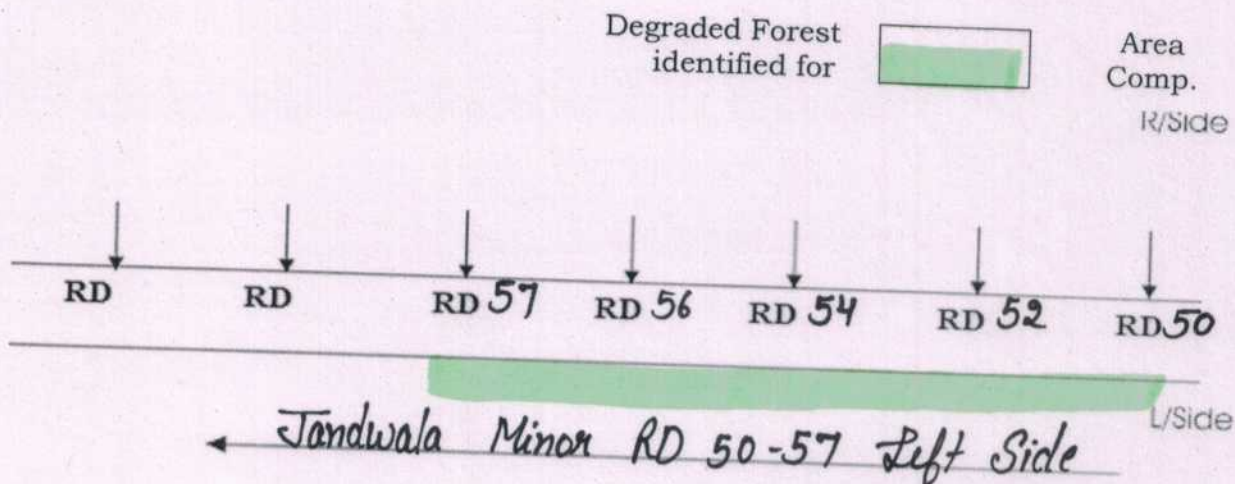 Degraded Forest
identified for
Area
Comp.
R/Side
RD RD RD 57 RD 56 RD 54 RD 52 RD 50
L/Side
Jandwala Minor RD 50-57 Left Side